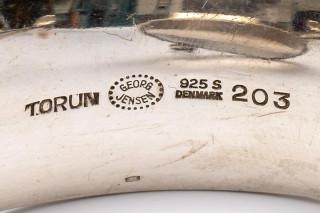 TORUN
GEORG
JENSEN
925 S
DENMARK
203